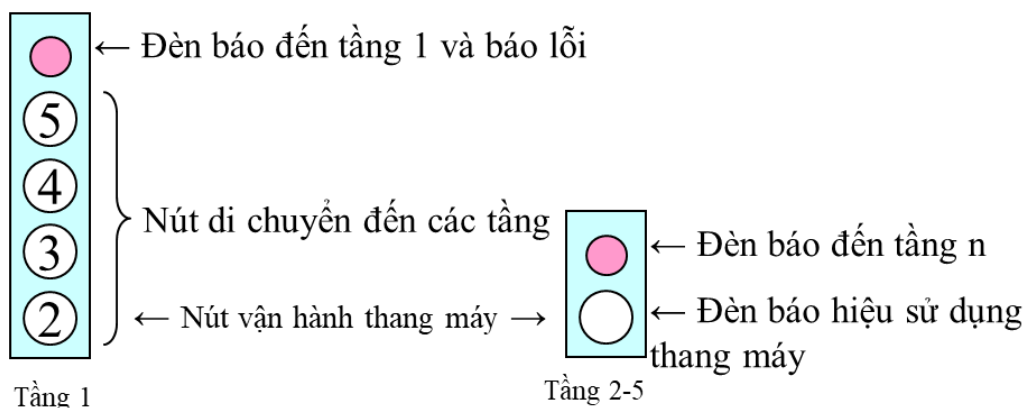 ← Đèn báo đến tầng 1 và báo lỗi
5
4
3
2
Nút di chuyển đến các tầng
← Nút vận hành thang máy →
← Đèn báo đến tầng n
← Đèn báo hiệu sử dụng
thang máy
Tầng 1
Tầng 2-5